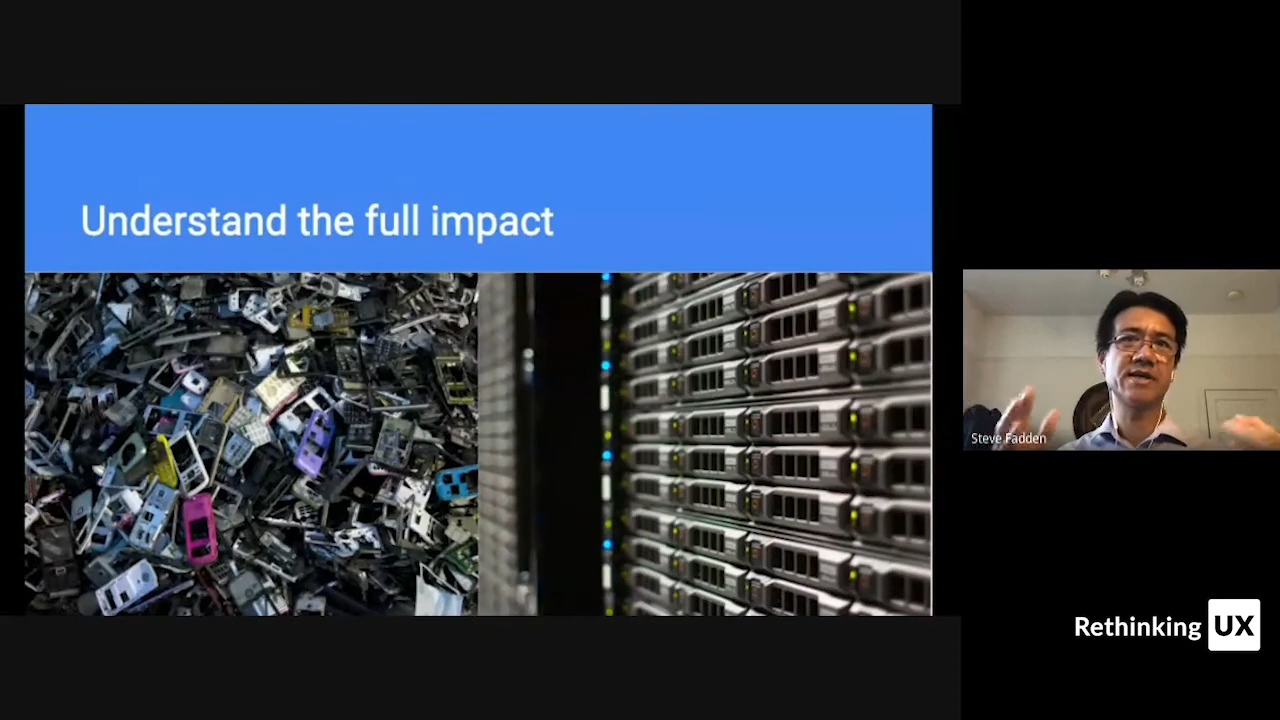 Understand the full impact
Steve Fadden
Rethinking UX